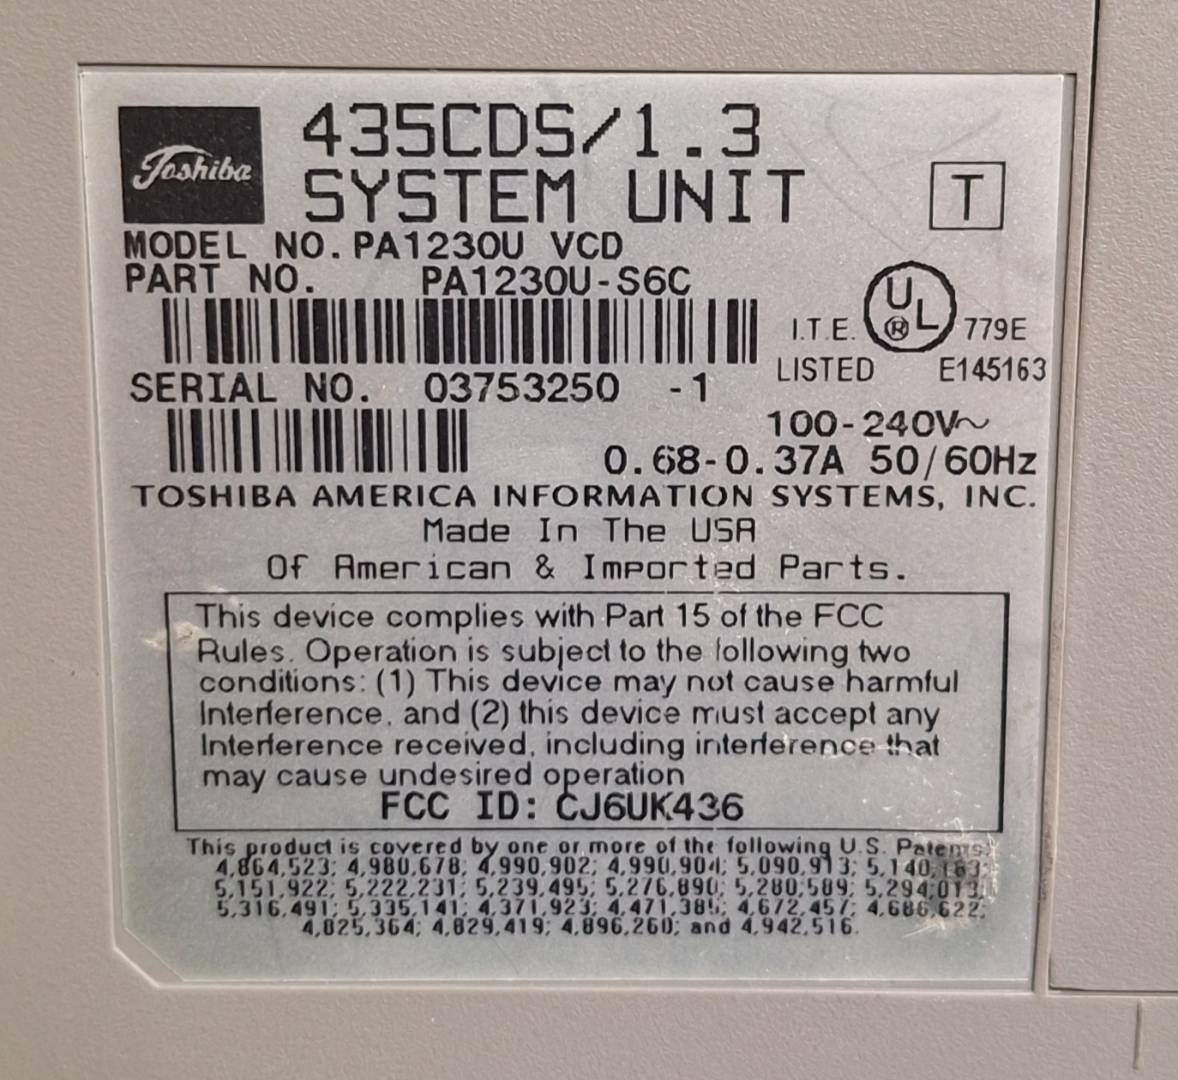 Toshiba
435CDS/1.3
SYSTEM UNIT
T
MODEL NO. PA1230U VCD
PART NO. PA1230U-S6C
I.T.E. UL ® 779E
LISTED E145163
SERIAL NO. 03753250 -1
100-240V~
0.68-0.37A 50/60Hz
TOSHIBA AMERICA INFORMATION SYSTEMS, INC.
Made In The USA
Of American & Imported Parts.
This device complies with Part 15 of the FCC
Rules. Operation is subject to the following two
conditions: (1) This device may not cause harmful
Interference, and (2) this device must accept any
Interference received, including interference that
may cause undesired operation
FCC ID: CJ6UK436
This product is covered by one or more of the following U.S. Patents:
4,864,523; 4,980,678; 4,990,902; 4,990,904; 5,090,913; 5,140,183;
5,151,922; 5,222,231; 5,239,495; 5,276,890; 5,280,589; 5,294,013;
5,316,491; 5,335,141; 4,371,923; 4,471,385; 4,672,457; 4,686,622;
4,825,364; 4,829,419; 4,896,260; and 4,942,516.